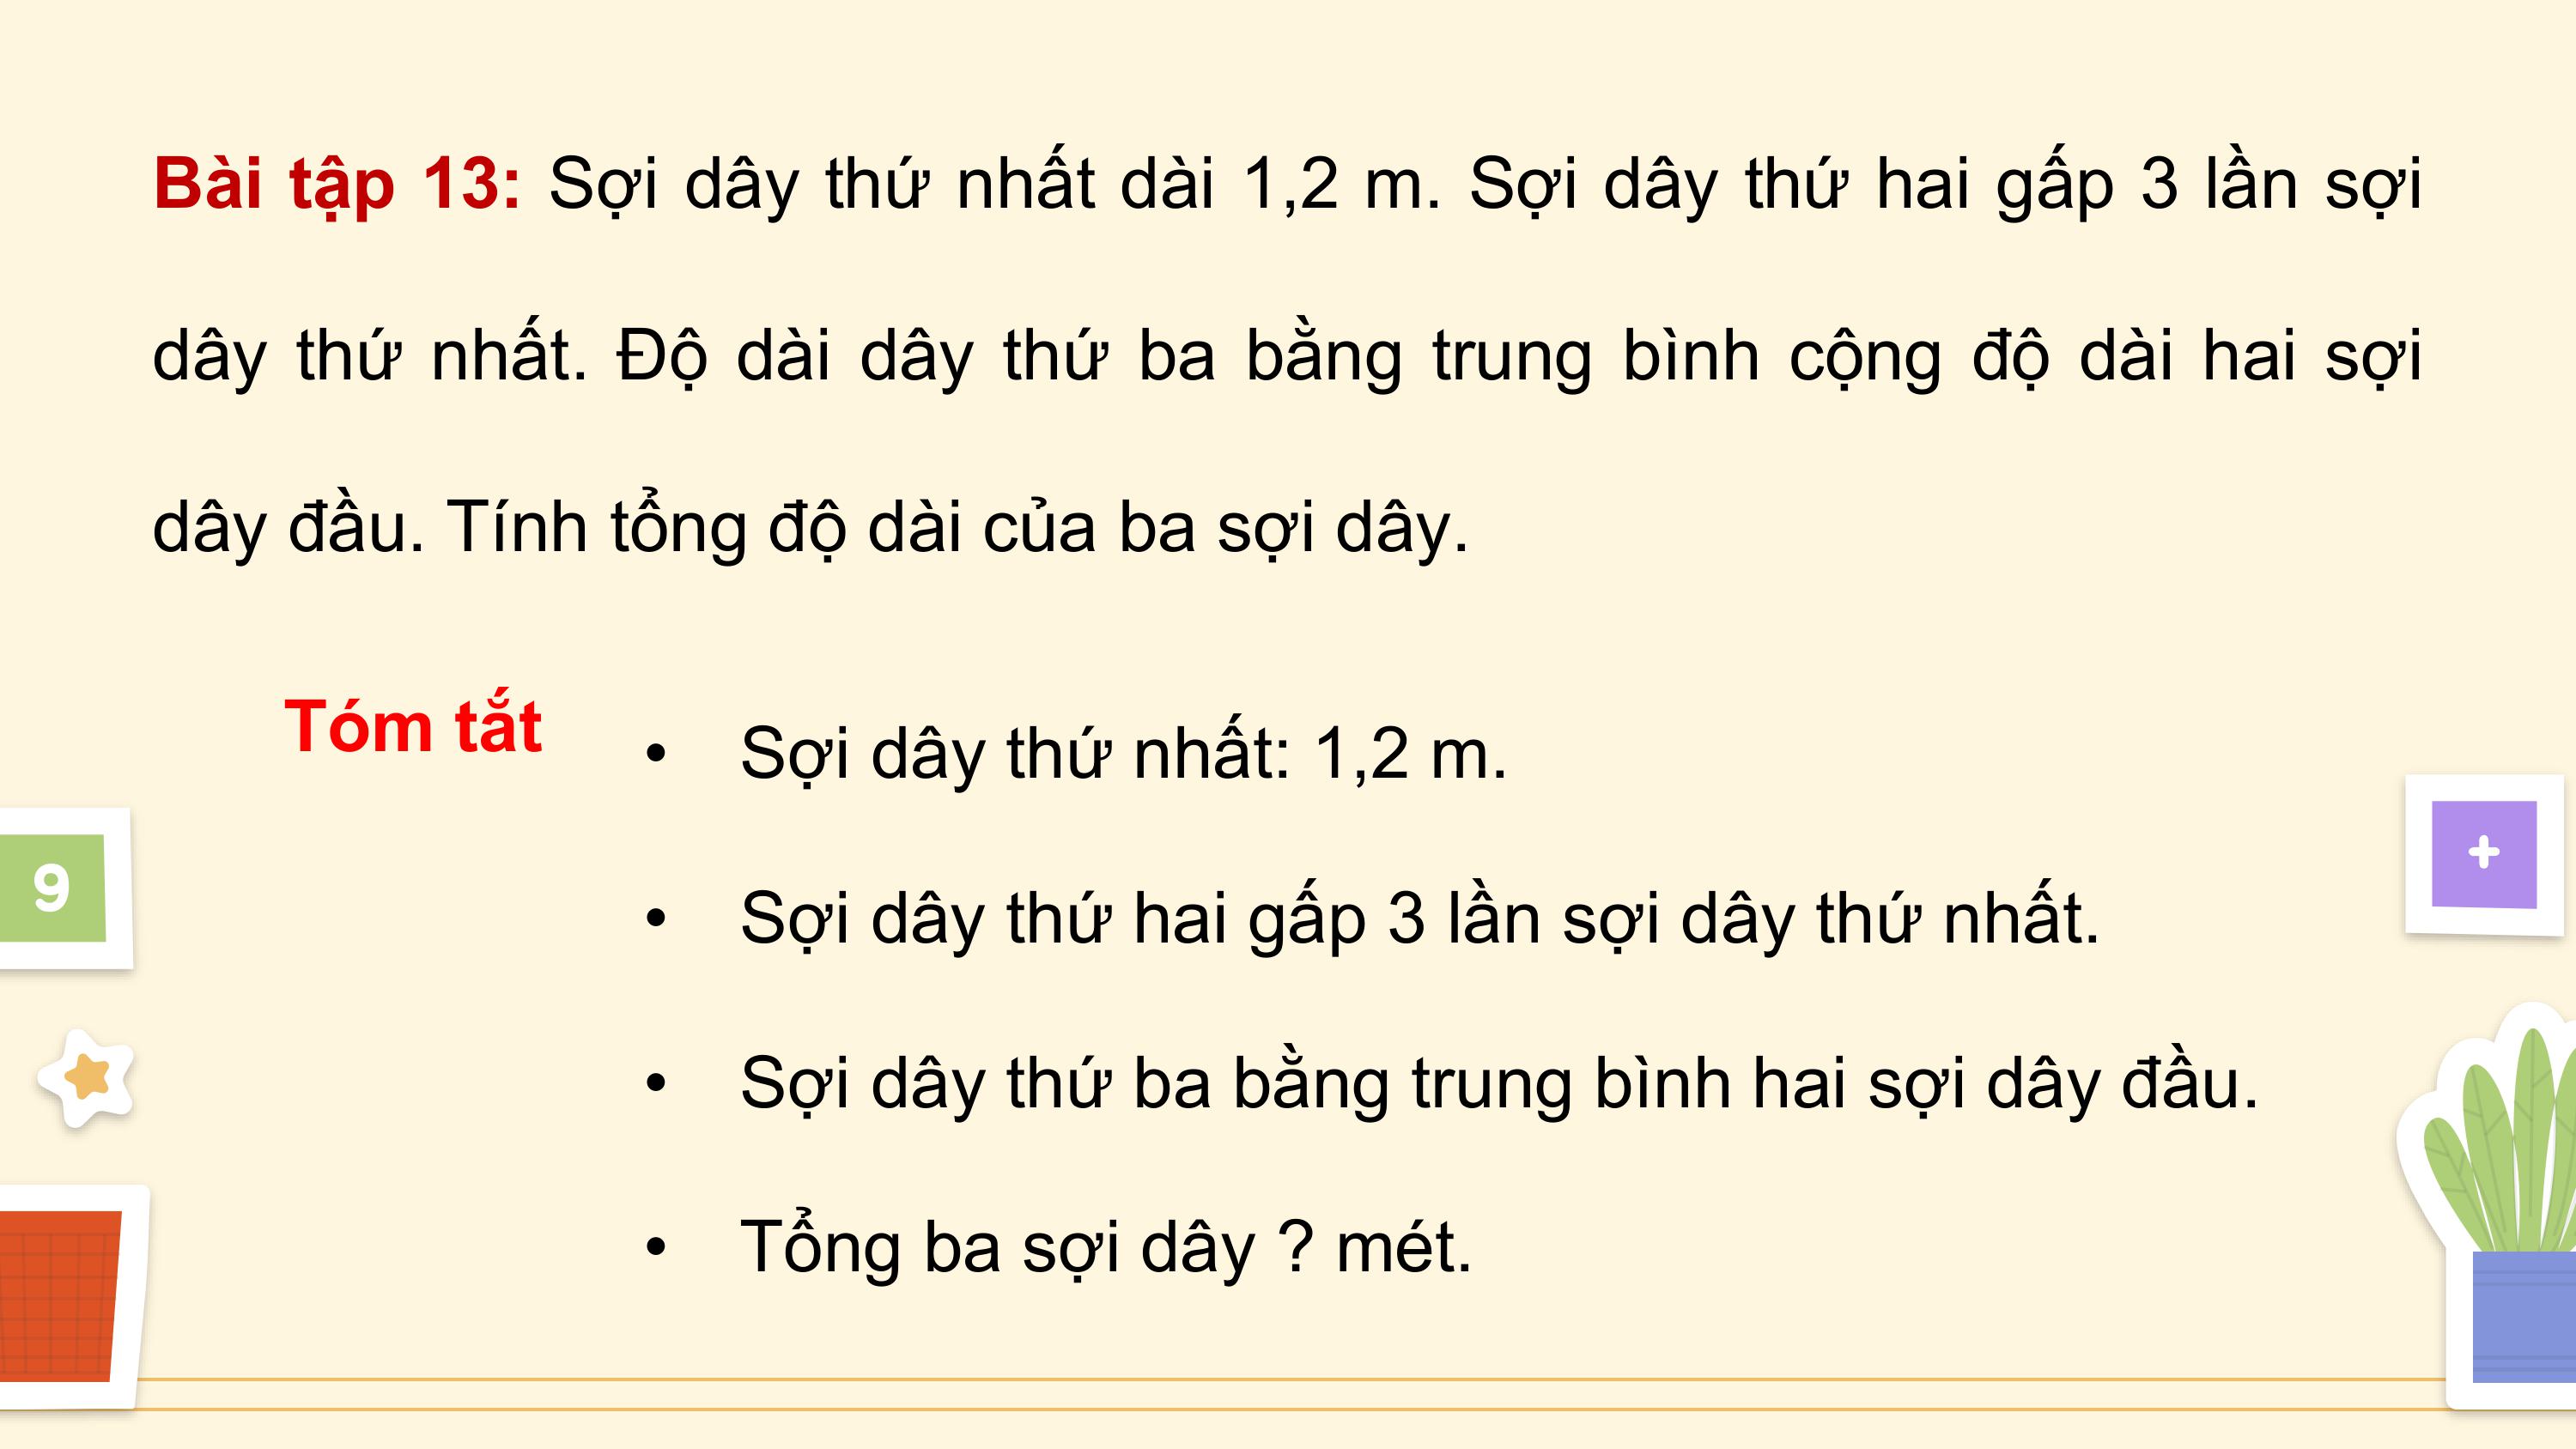 Bài tập 13: Sợi dây thứ nhất dài 1,2 m. Sợi dây thứ hai gấp 3 lần sợi
dây thứ nhất. Độ dài dây thứ ba bằng trung bình cộng độ dài hai sợi
dây đầu. Tính tổng độ dài của ba sợi dây.
Tóm tắt
• Sợi dây thứ nhất: 1,2 m.
• Sợi dây thứ hai gấp 3 lần sợi dây thứ nhất.
• Sợi dây thứ ba bằng trung bình hai sợi dây đầu.
• Tổng ba sợi dây ? mét.
9
+